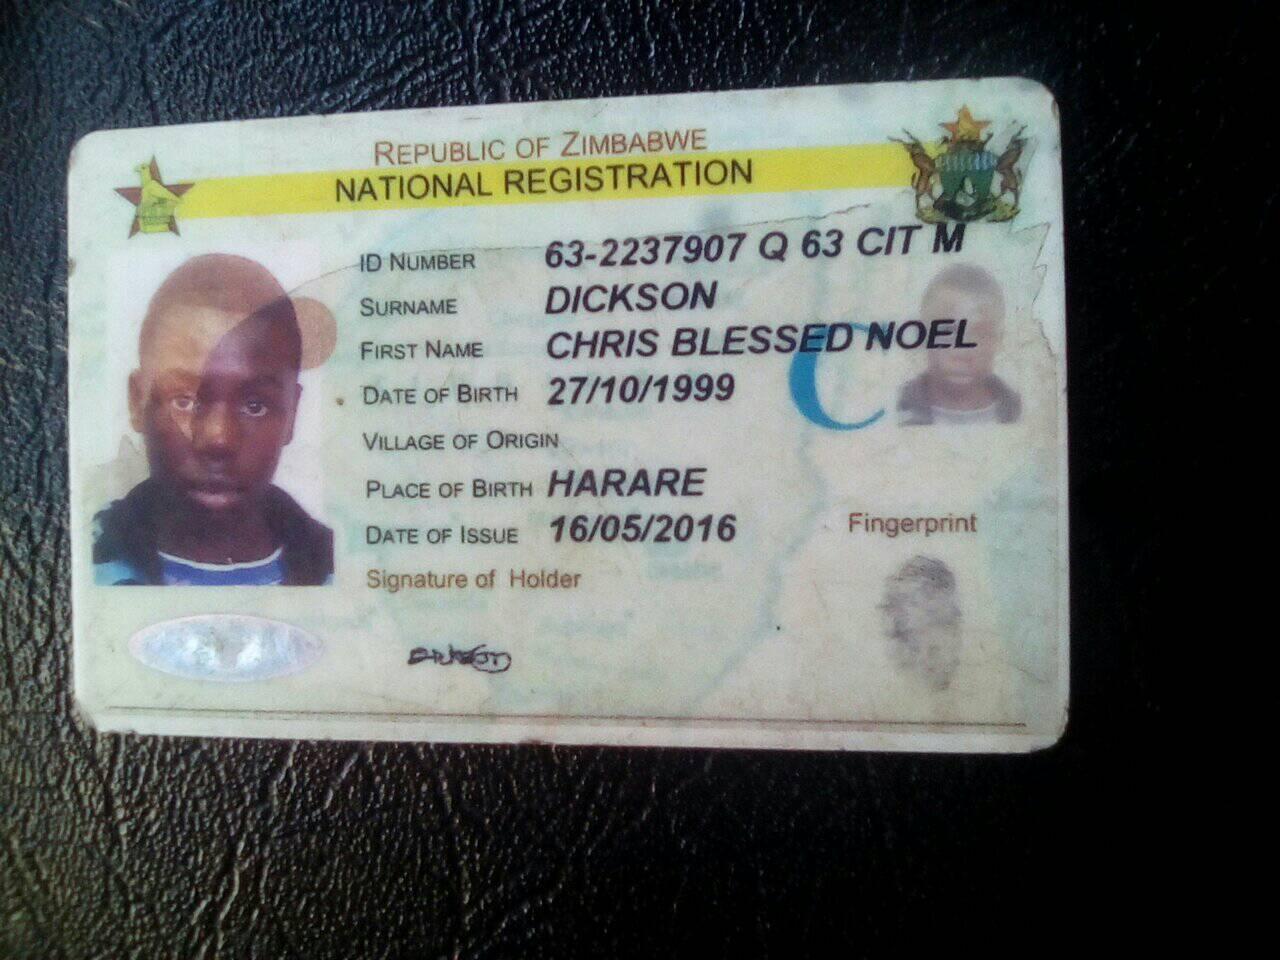 REPUBLIC OF ZIMBABWE
NATIONAL REGISTRATION
ID NUMBER 63-2237907 Q 63 CIT M
SURNAME DICKSON
FIRST NAME CHRIS BLESSED NOEL
DATE OF BIRTH 27/10/1999
VILLAGE OF ORIGIN
PLACE OF BIRTH HARARE
DATE OF ISSUE 16/05/2016
Signature of Holder
Fingerprint
C